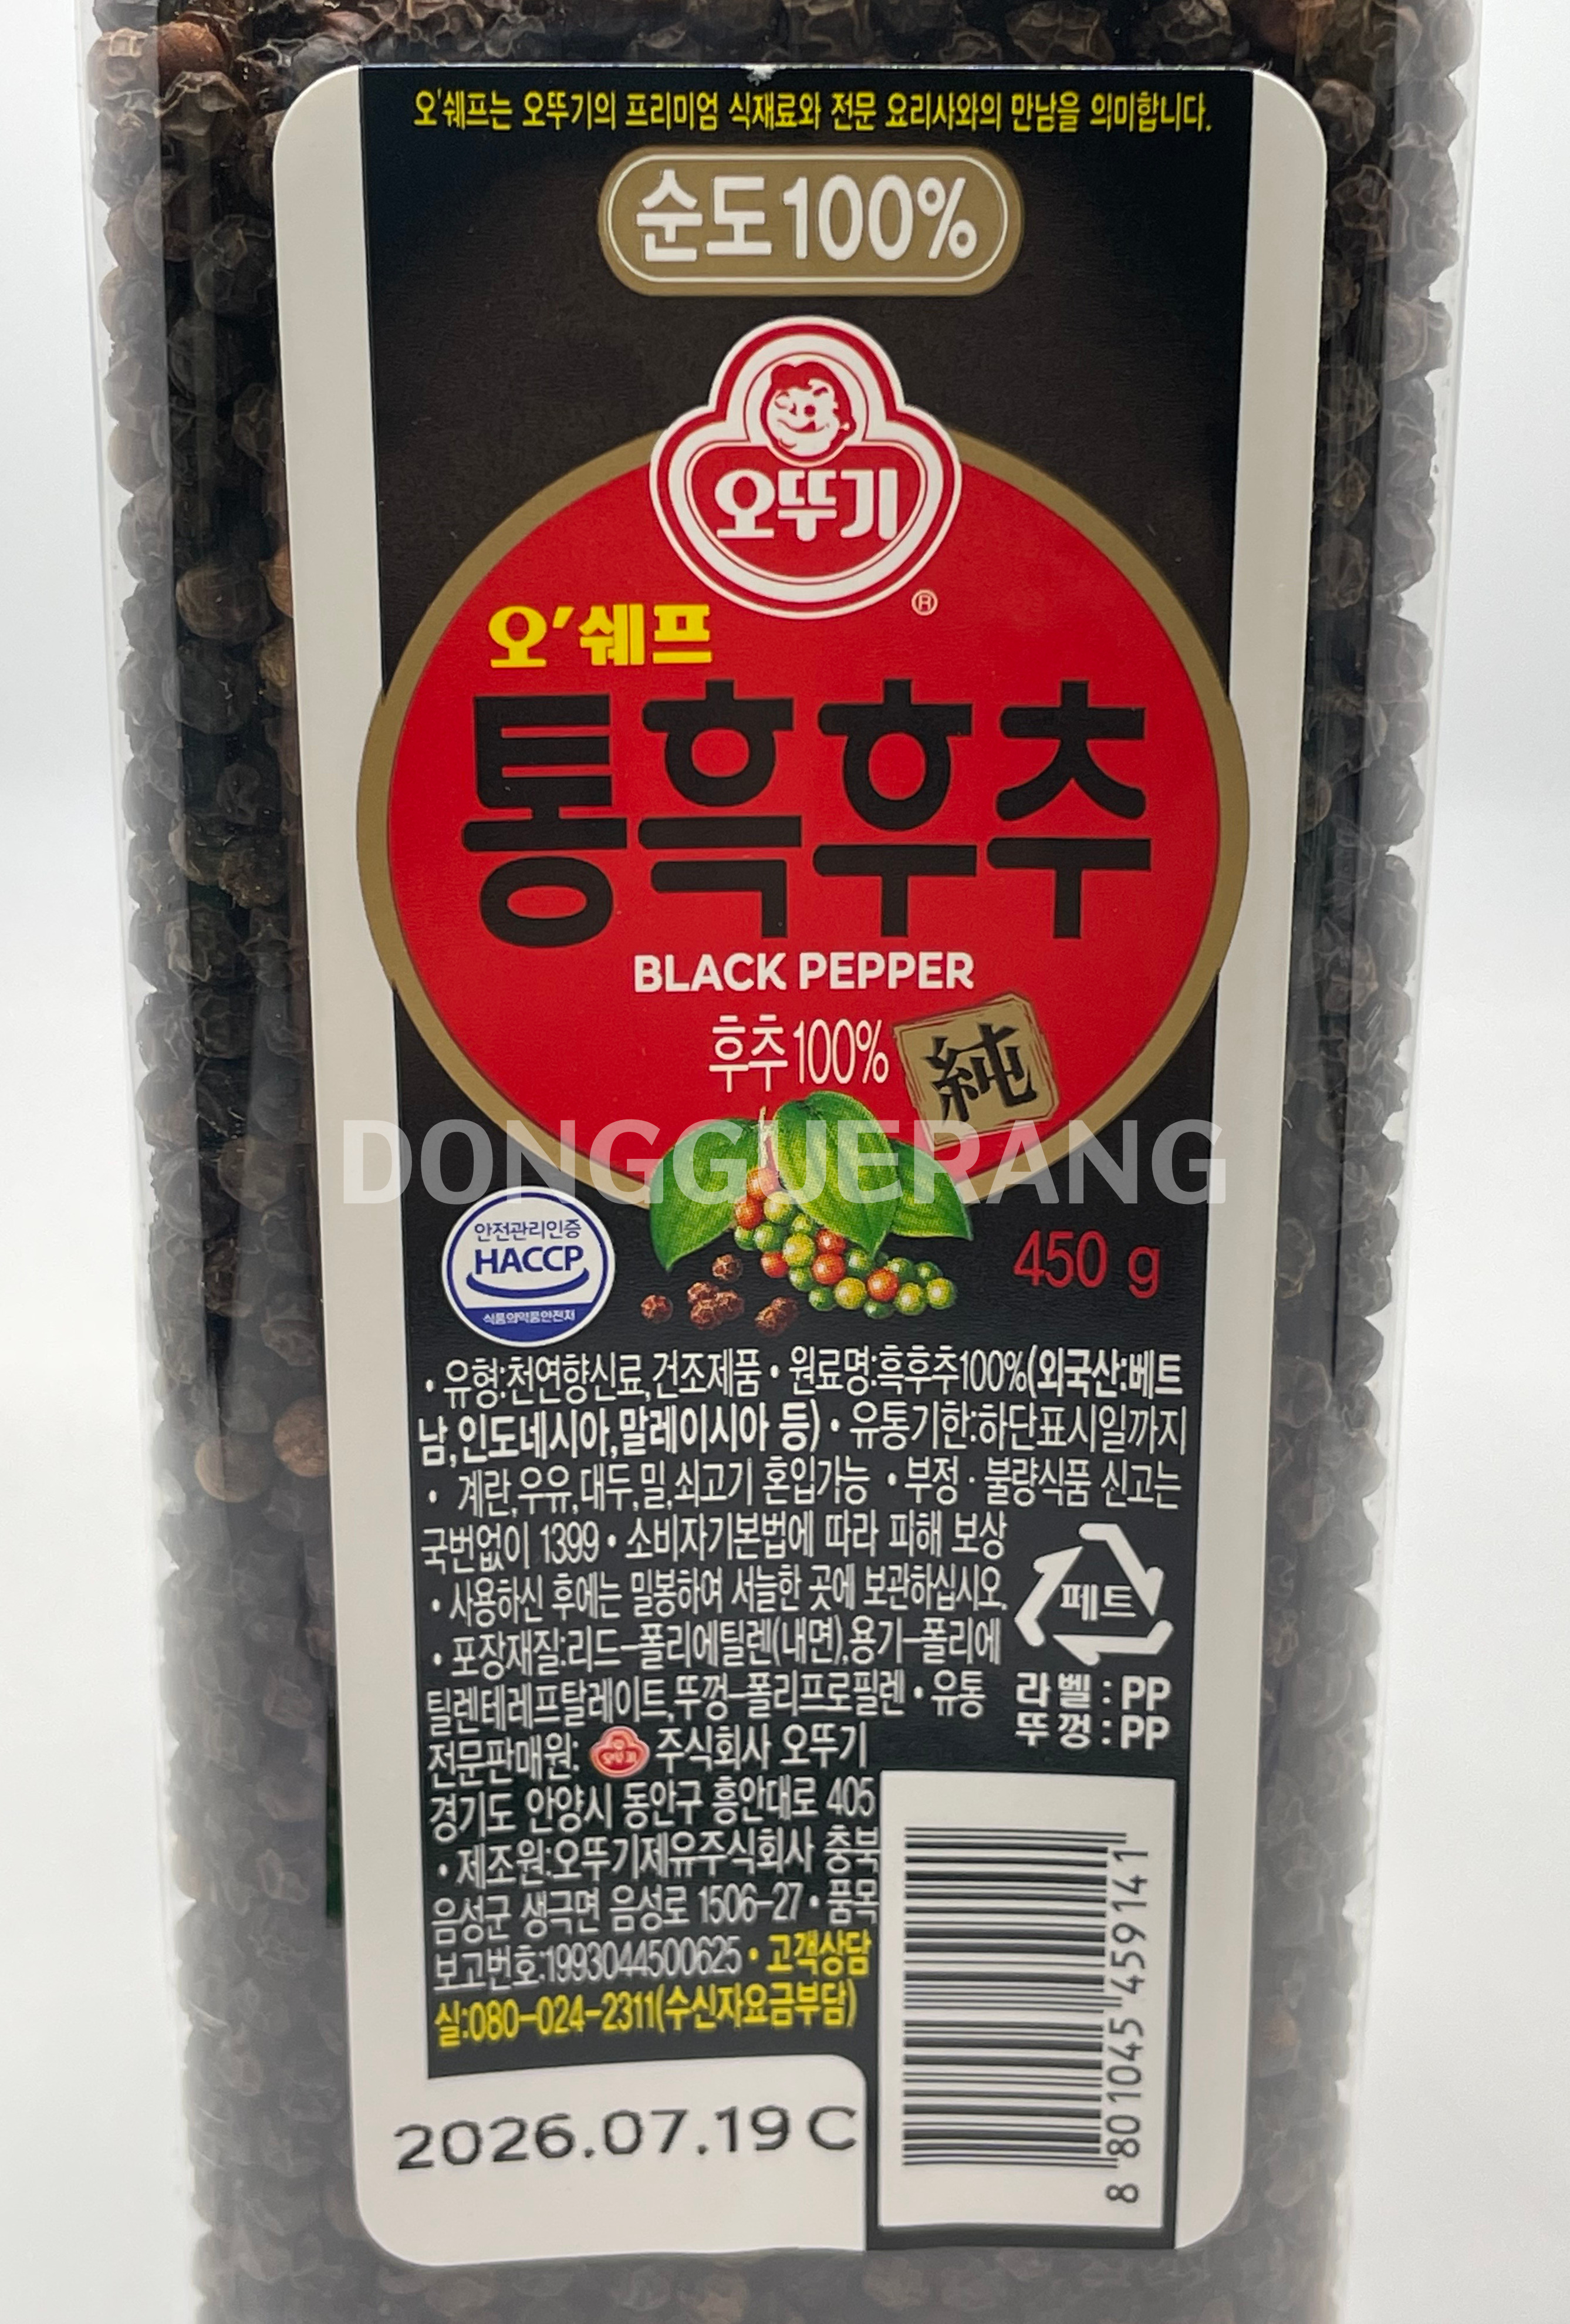 오'쉐프는 오뚜기의 프리미엄 식재료와 전문 요리사와의 만남을 의미합니다.
순도100%
오뚜기
®
오'쉐프
통흑후추
BLACK PEPPER
후추100%
純
DONGGUERANG
안전관리인증
HACCP
식품의약품안전처
450 g
• 유형:천연향신료,건조제품 • 원료명:흑후추100%(외국산:베트
남,인도네시아,말레이시아 등) • 유통기한:하단표시일까지
• 계란,우유,대두,밀,쇠고기 혼입가능 • 부정 · 불량식품 신고는
국번없이 1399 • 소비자기본법에 따라 피해 보상
• 사용하신 후에는 밀봉하여 서늘한 곳에 보관하십시오.
• 포장재질:리드-폴리에틸렌(내면),용기-폴리에
틸렌테레프탈레이트,뚜껑-폴리프로필렌 • 유통
전문판매원: 오뚜기 주식회사 오뚜기
경기도 안양시 동안구 흥안대로 405
• 제조원:오뚜기제유주식회사 충북
음성군 생극면 음성로 1506-27 • 품목
보고번호:1993044500625 • 고객상담
실:080-024-2311(수신자요금부담)
페트
라벨 : PP
뚜껑 : PP
2026.07.19 C
8 801045 459141